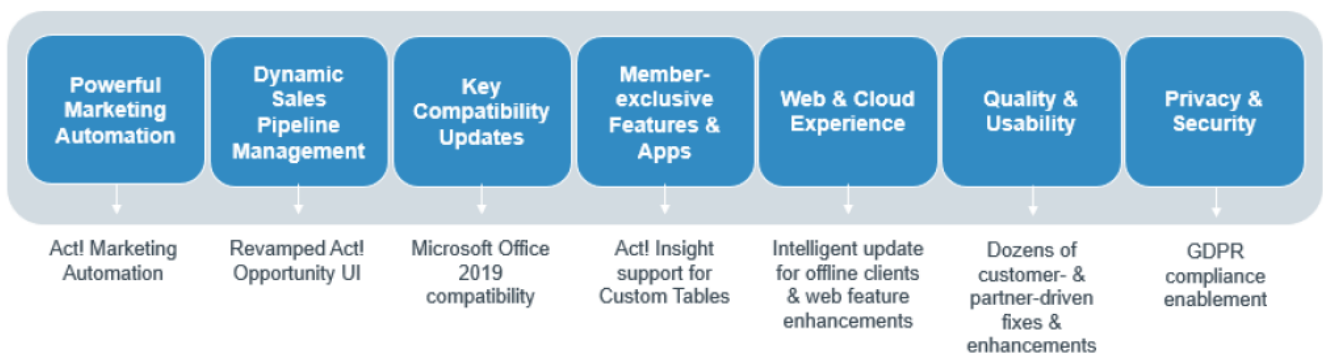 Powerful
Marketing
Automation
Dynamic
Sales
Pipeline
Management
Key
Compatibility
Updates
Member-
exclusive
Features &
Apps
Web & Cloud
Experience
Quality &
Usability
Privacy &
Security
Act! Marketing
Automation
Revamped Act!
Opportunity UI
Microsoft Office
2019
compatibility
Act! Insight
support for
Custom Tables
Intelligent update
for offline clients
& web feature
enhancements
Dozens of
customer- &
partner-driven
fixes &
enhancements
GDPR
compliance
enablement